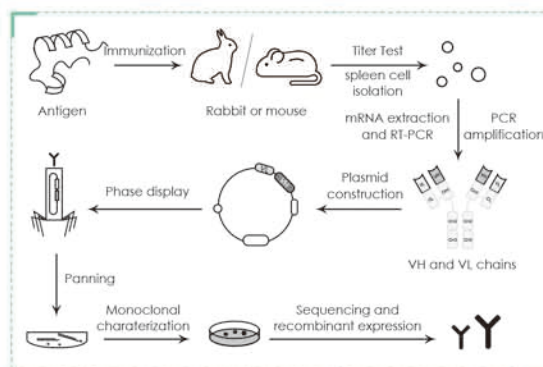 Immunization
Titer Test
spleen cell
isolation
Antigen
Rabbit or mouse
mRNA extraction
and RT-PCR
PCR
amplification
Phase display
Plasmid
construction
VH and VL chains
Panning
Monoclonal
charaterization
Sequencing and
recombinant expression